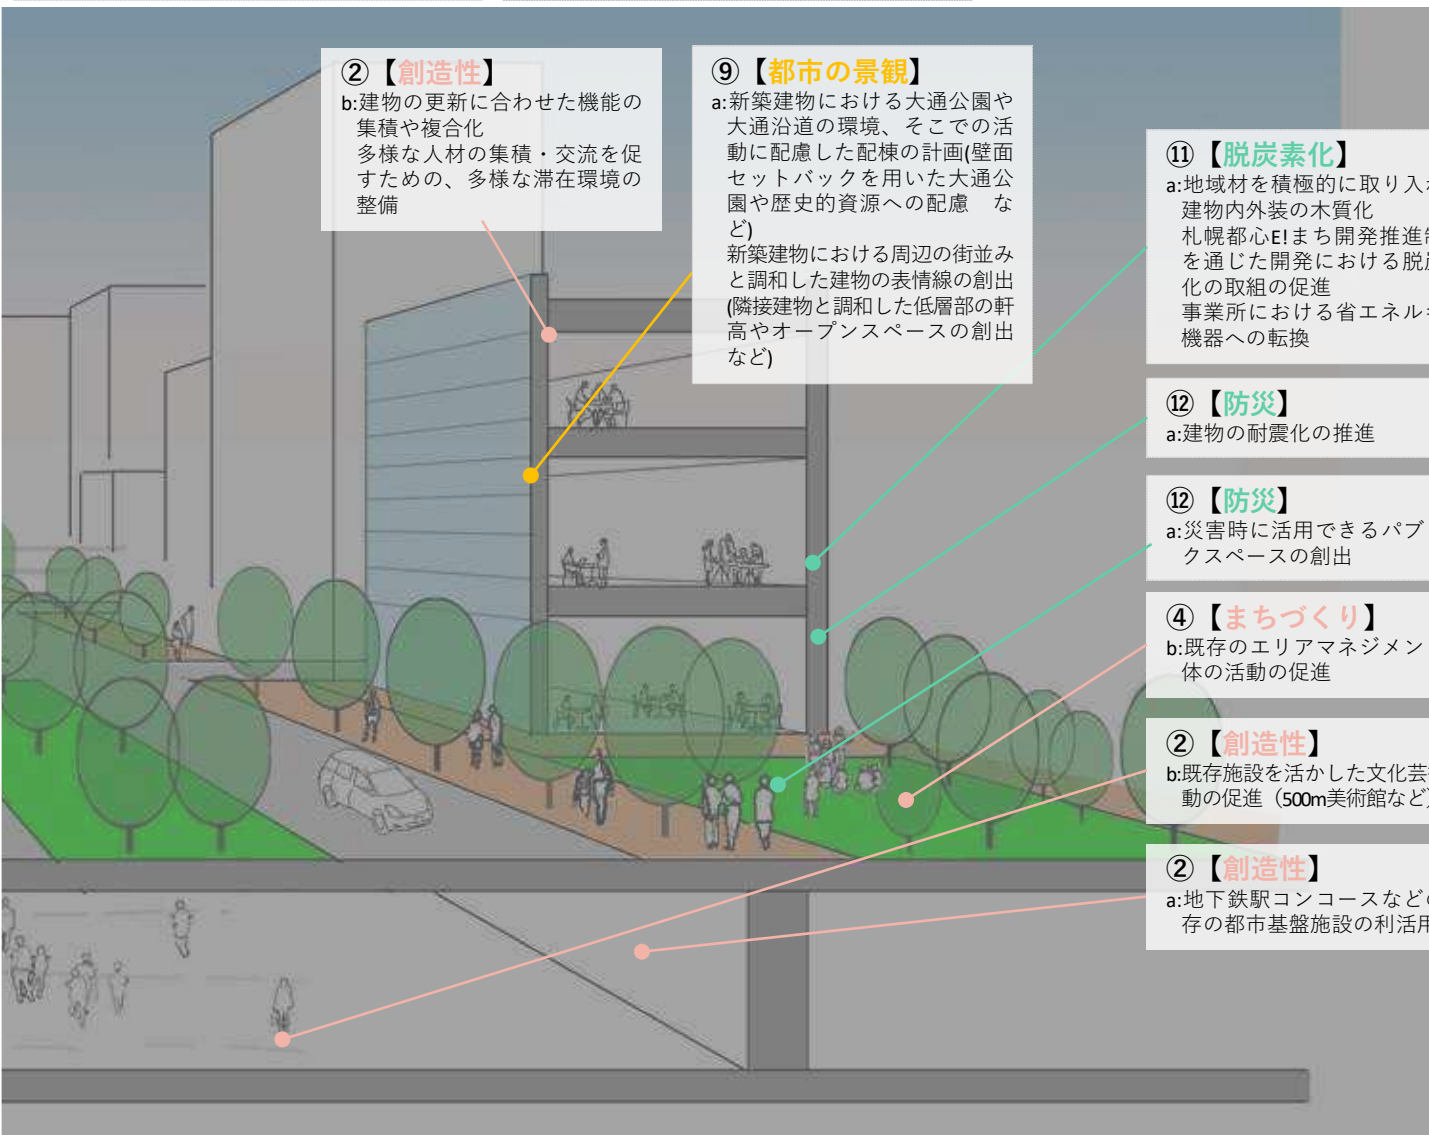 ②【創造性】
b:建物の更新に合わせた機能の
集積や複合化
多様な人材の集積・交流を促
すための、多様な滞在環境の
整備
⑨【都市の景観】
a:新築建物における大通公園や
大通沿道の環境、そこでの活
動に配慮した配棟の計画(壁面
セットバックを用いた大通公
園や歴史的資源への配慮　な
ど)
新築建物における周辺の街並み
と調和した建物の表情線の創出
(隣接建物と調和した低層部の軒
高やオープンスペースの創出
など)
⑪【脱炭素化】
a:地域材を積極的に取り入
建物内外装の木質化
札幌都心E!まち開発推進
を通じた開発における脱
化の取組の促進
事業所における省エネル
機器への転換
⑫【防災】
a:建物の耐震化の推進
⑫【防災】
a:災害時に活用できるパブ
クスペースの創出
④【まちづくり】
b:既存のエリアマネジメン
体の活動の促進
②【創造性】
b:既存施設を活かした文化芸
動の促進（500m美術館など）
②【創造性】
a:地下鉄駅コンコースなど
存の都市基盤施設の利活用